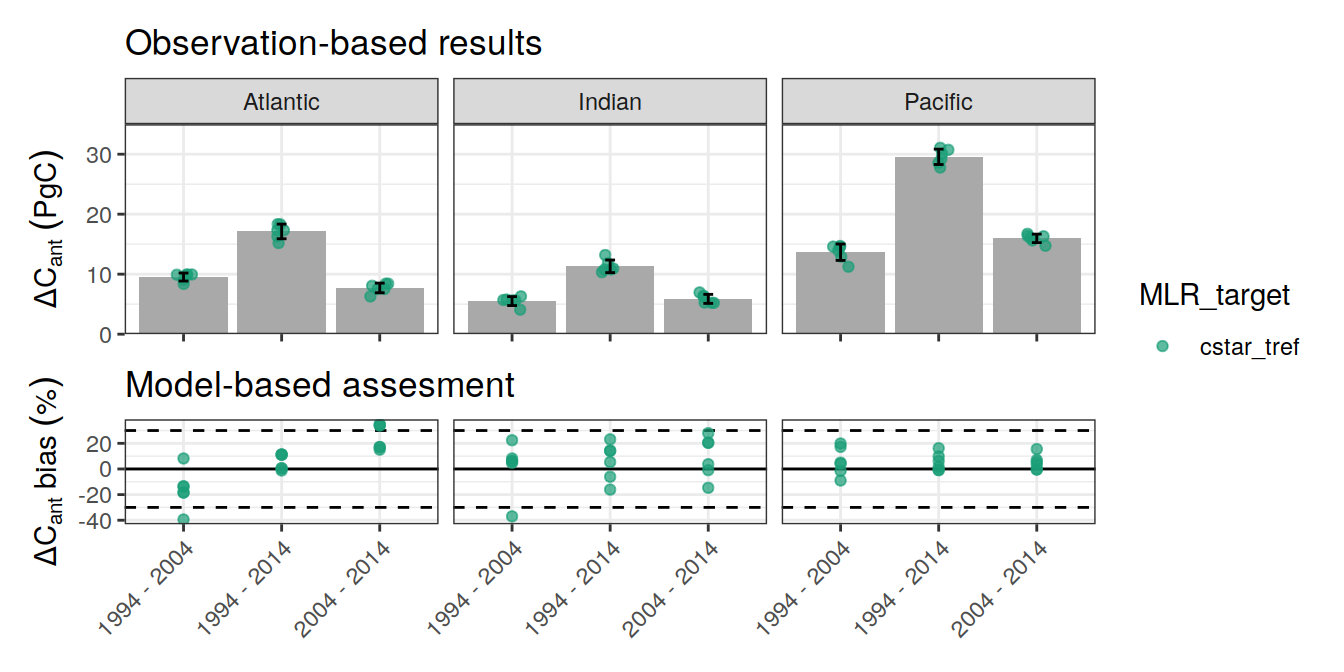 Observation-based results
Atlantic
Indian
Pacific
ΔCant (PgC)
30
20
10
0
MLR_target
cstar_tref
Model-based assesment
ΔCant bias (%)
20
0
-20
-40
1994 - 2004
1994 - 2014
2004 - 2014
1994 - 2004
1994 - 2014
2004 - 2014
1994 - 2004
1994 - 2014
2004 - 2014